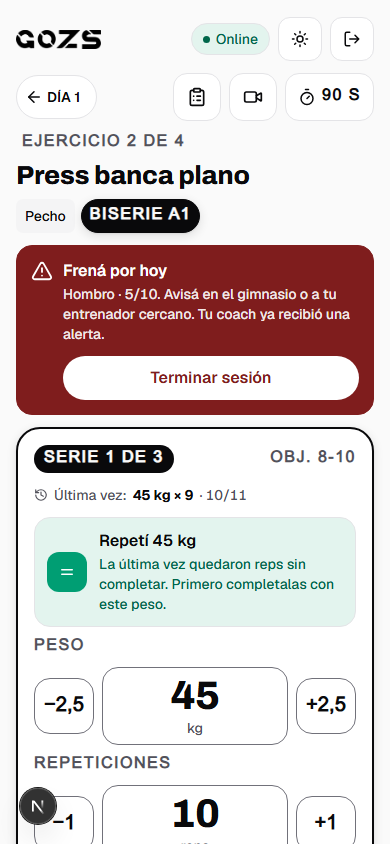 GOZS
Online
DÍA 1
90 S
EJERCICIO 2 DE 4
Press banca plano
Pecho
BISERIE A1
Frená por hoy
Hombro · 5/10. Avisá en el gimnasio o a tu
entrenador cercano. Tu coach ya recibió una
alerta.
Terminar sesión
SERIE 1 DE 3
OBJ. 8-10
Última vez: 45 kg × 9 · 10/11
=
Repetí 45 kg
La última vez quedaron reps sin
completar. Primero completalas con
este peso.
PESO
−2,5
45
kg
+2,5
REPETICIONES
N
−1
10
+1